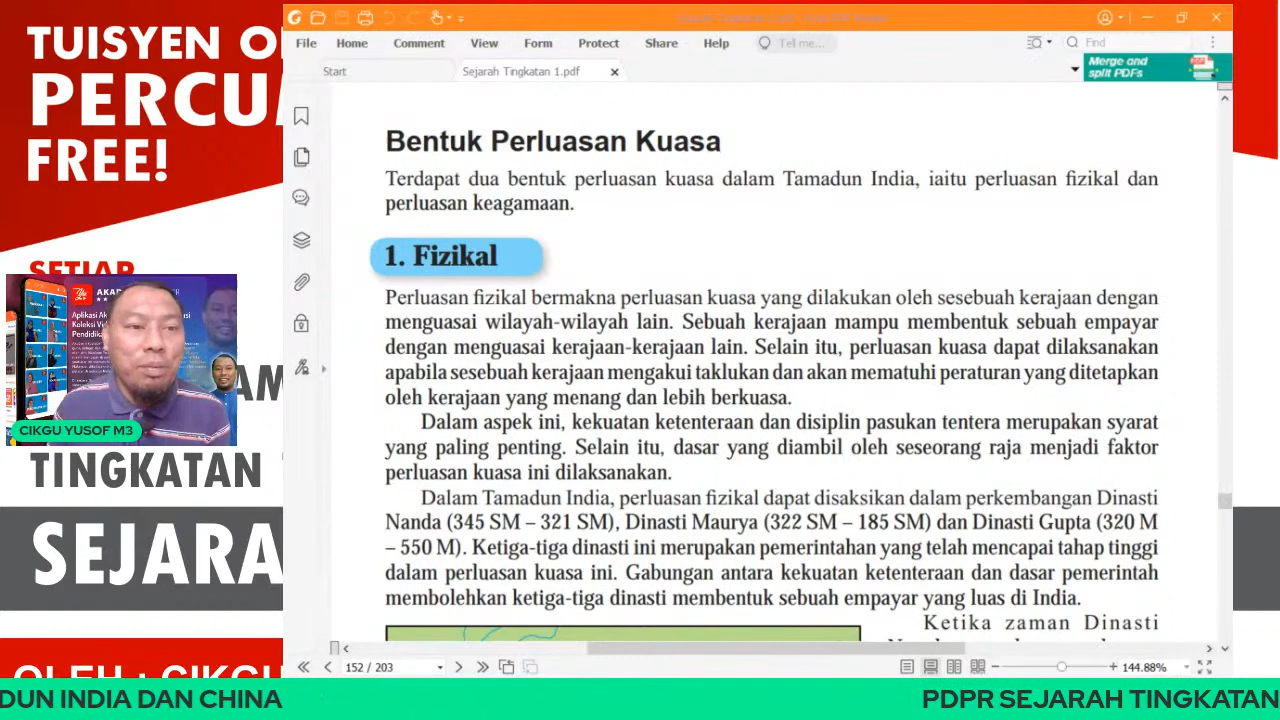 TUISYEN O
PERCU
FREE!
SETIAP
AM
CIKGU YUSOF M3
TINGKATAN
SEJARA
OLEH : CIKGU
File Home Comment View Form Protect Share Help Tell me... Find
Start Sejarah Tingkatan 1.pdf
Merge and
split PDFs
Bentuk Perluasan Kuasa
Terdapat dua bentuk perluasan kuasa dalam Tamadun India, iaitu perluasan fizikal dan
perluasan keagamaan.
1. Fizikal
Perluasan fizikal bermakna perluasan kuasa yang dilakukan oleh sesebuah kerajaan dengan
menguasai wilayah-wilayah lain. Sebuah kerajaan mampu membentuk sebuah empayar
dengan menguasai kerajaan-kerajaan lain. Selain itu, perluasan kuasa dapat dilaksanakan
apabila sesebuah kerajaan mengakui taklukan dan akan mematuhi peraturan yang ditetapkan
oleh kerajaan yang menang dan lebih berkuasa.
Dalam aspek ini, kekuatan ketenteraan dan disiplin pasukan tentera merupakan syarat
yang paling penting. Selain itu, dasar yang diambil oleh seseorang raja menjadi faktor
perluasan kuasa ini dilaksanakan.
Dalam Tamadun India, perluasan fizikal dapat disaksikan dalam perkembangan Dinasti
Nanda (345 SM – 321 SM), Dinasti Maurya (322 SM – 185 SM) dan Dinasti Gupta (320 M
– 550 M). Ketiga-tiga dinasti ini merupakan pemerintahan yang telah mencapai tahap tinggi
dalam perluasan kuasa ini. Gabungan antara kekuatan ketenteraan dan dasar pemerintah
membolehkan ketiga-tiga dinasti membentuk sebuah empayar yang luas di India.
Ketika zaman Dinasti
152 / 203
144.88%
DUN INDIA DAN CHINA
PDPR SEJARAH TINGKATAN